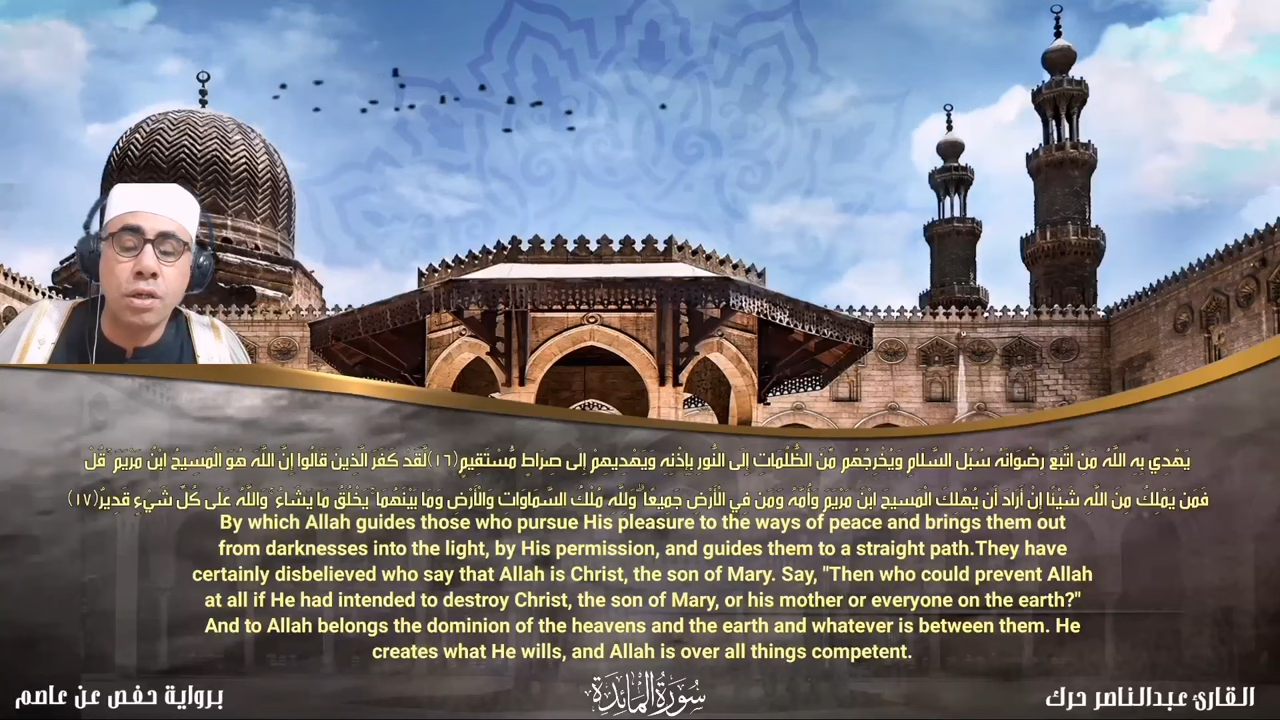 يَهْدِي بِهِ اللَّهُ مَنِ اتَّبَعَ رِضْوَانَهُ سُبُلَ السَّلَامِ وَيُخْرِجُهُم مِّنَ الظُّلُمَاتِ إِلَى النُّورِ بِإِذْنِهِ وَيَهْدِيهِمْ إِلَى صِرَاطٍ مُّسْتَقِيمٍ(١٦)لَّقَدْ كَفَرَ الَّذِينَ قَالُوا إِنَّ اللَّهَ هُوَ الْمَسِيحُ ابْنُ مَرْيَمَ ۚ قُلْ
فَمَن يَمْلِكُ مِنَ اللَّهِ شَيْئًا إِنْ أَرَادَ أَن يُهْلِكَ الْمَسِيحَ ابْنَ مَرْيَمَ وَأُمَّهُ وَمَن فِي الْأَرْضِ جَمِيعًا ۗ وَلِلَّهِ مُلْكُ السَّمَاوَاتِ وَالْأَرْضِ وَمَا بَيْنَهُمَا ۚ يَخْلُقُ مَا يَشَاءُ ۚ وَاللَّهُ عَلَى كُلِّ شَيْءٍ قَدِيرٌ(١٧)
By which Allah guides those who pursue His pleasure to the ways of peace and brings them out
from darknesses into the light, by His permission, and guides them to a straight path.They have
certainly disbelieved who say that Allah is Christ, the son of Mary. Say, "Then who could prevent Allah
at all if He had intended to destroy Christ, the son of Mary, or his mother or everyone on the earth?"
And to Allah belongs the dominion of the heavens and the earth and whatever is between them. He
creates what He wills, and Allah is over all things competent.
القارئ عبدالناصر حرك
سُورَةُ الْمَائِدَةِ
برواية حفص عن عاصم